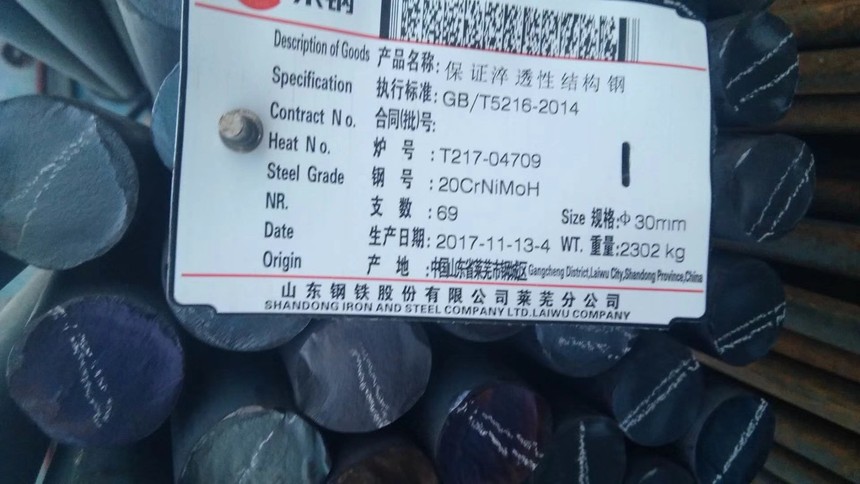 Description of Goods 产品名称: 保证淬透性结构钢
Specification 执行标准: GB/T5216-2014
Contract No. 合同(批)号:
Heat No. 炉 号 :T217-04709
Steel Grade 钢 号 :20CrNiMoH
NR. 支 数 :69 Size 规格:Φ 30mm
Date 生产日期: 2017-11-13-4 WT. 重量:2302 kg
Origin 产 地 :中国山东省莱芜市钢城区 Gangcheng District,Laiwu City,Shandong Province,China
山东钢铁股份有限公司莱芜分公司
SHANDONG IRON AND STEEL COMPANY LTD.LAIWU COMPANY